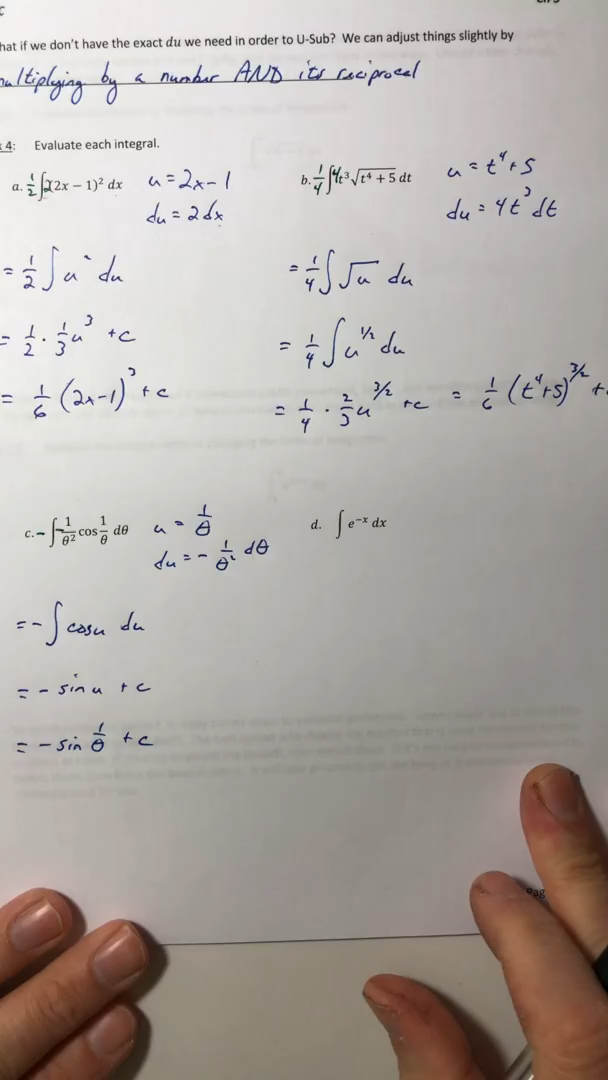 hat if we don't have the exact du we need in order to U-Sub? We can adjust things slightly by
multiplying by a number AND its reciprocal
4: Evaluate each integral.
a. 1/2 ∫ 2(2x − 1)² dx u = 2x − 1
du = 2dx
= 1/2 ∫ u² du
= 1/2 · 1/3 u³ + c
= 1/6 (2x−1)³ + c
b. 1/4 ∫ 4t³ √(t⁴ + 5) dt u = t⁴ + 5
du = 4t³ dt
= 1/4 ∫ √u du
= 1/4 ∫ u^(1/2) du
= 1/4 · 2/3 u^(3/2) + c = 1/6 (t⁴+5)^(3/2) +
c. − ∫ − 1/θ² cos 1/θ dθ u = 1/θ
du = − 1/θ² dθ
= − ∫ cos u du
= − sin u + c
= − sin 1/θ + c
d. ∫ e^(−x) dx